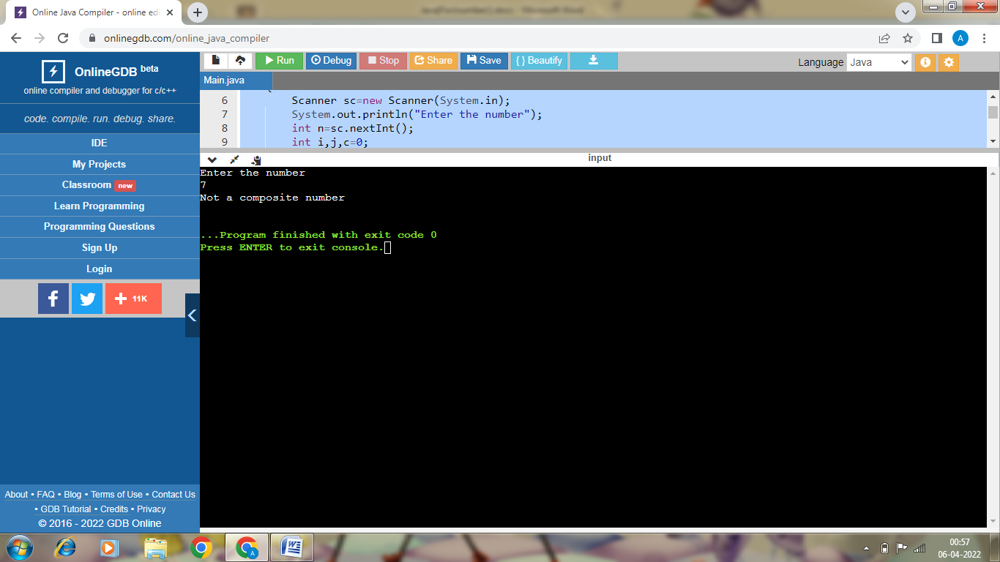 Online Java Compiler - online edi
onlinegdb.com/online_java_compiler
A
OnlineGDB beta
online compiler and debugger for c/c++
code. compile. run. debug. share.
IDE
My Projects
Classroom new
Learn Programming
Programming Questions
Sign Up
Login
11K
About • FAQ • Blog • Terms of Use • Contact Us
• GDB Tutorial • Credits • Privacy
© 2016 - 2022 GDB Online
Run Debug Stop Share Save { } Beautify
Language Java
Main.java
6 Scanner sc=new Scanner(System.in);
7 System.out.println("Enter the number");
8 int n=sc.nextInt();
9 int i,j,c=0;
input
Enter the number
7
Not a composite number
...Program finished with exit code 0
Press ENTER to exit console.
00:57
06-04-2022